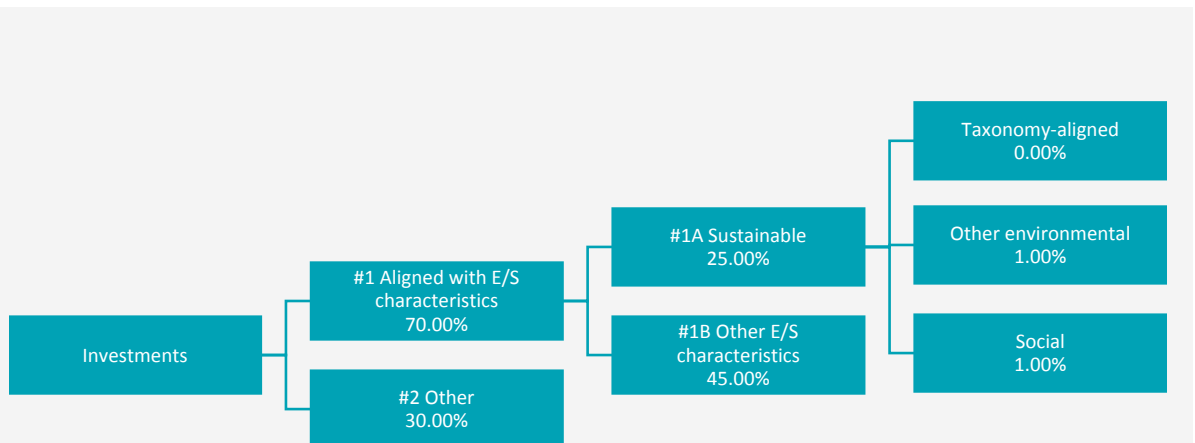 Investments
#1 Aligned with E/S
characteristics
70.00%
#2 Other
30.00%
#1A Sustainable
25.00%
#1B Other E/S
characteristics
45.00%
Taxonomy-aligned
0.00%
Other environmental
1.00%
Social
1.00%